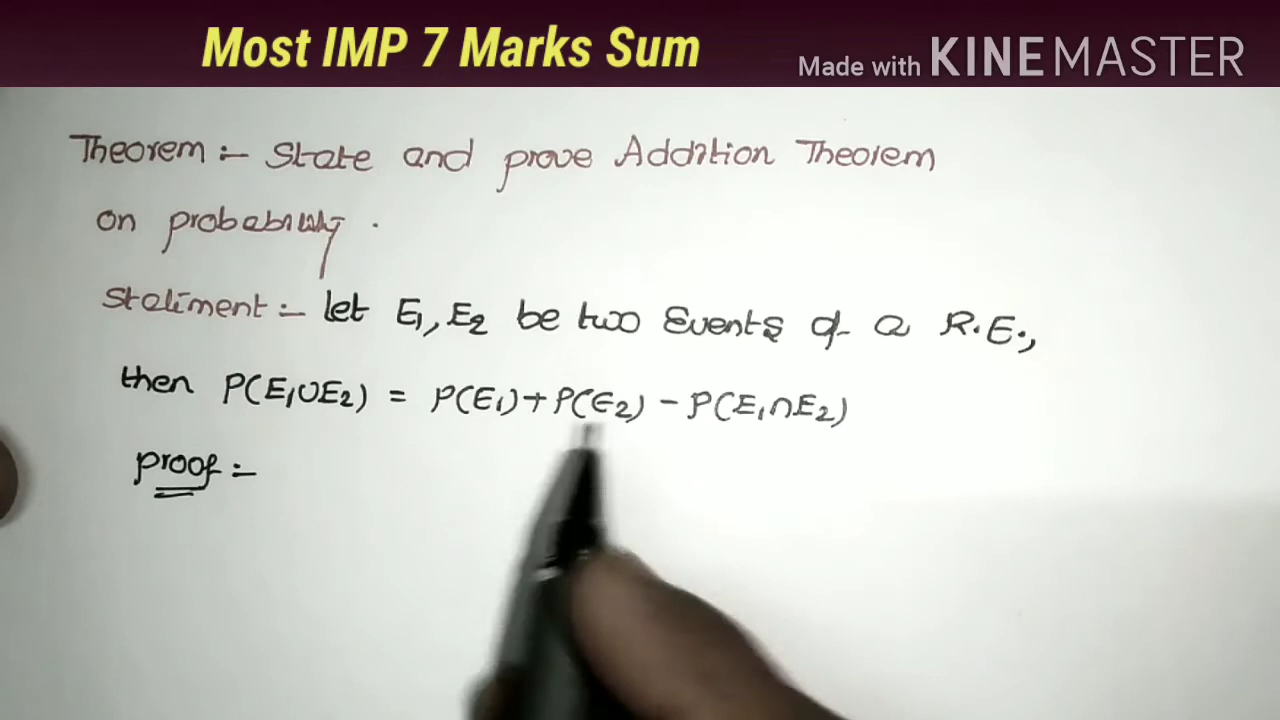 Most IMP 7 Marks Sum
Made with KINEMASTER
Theorem :- State and prove Addition Theorem
on probability.
Statiment :- let E1, E2 be two Events of a R.E.,
then P(E1∪E2) = P(E1)+P(E2) - P(E1∩E2)
proof :-